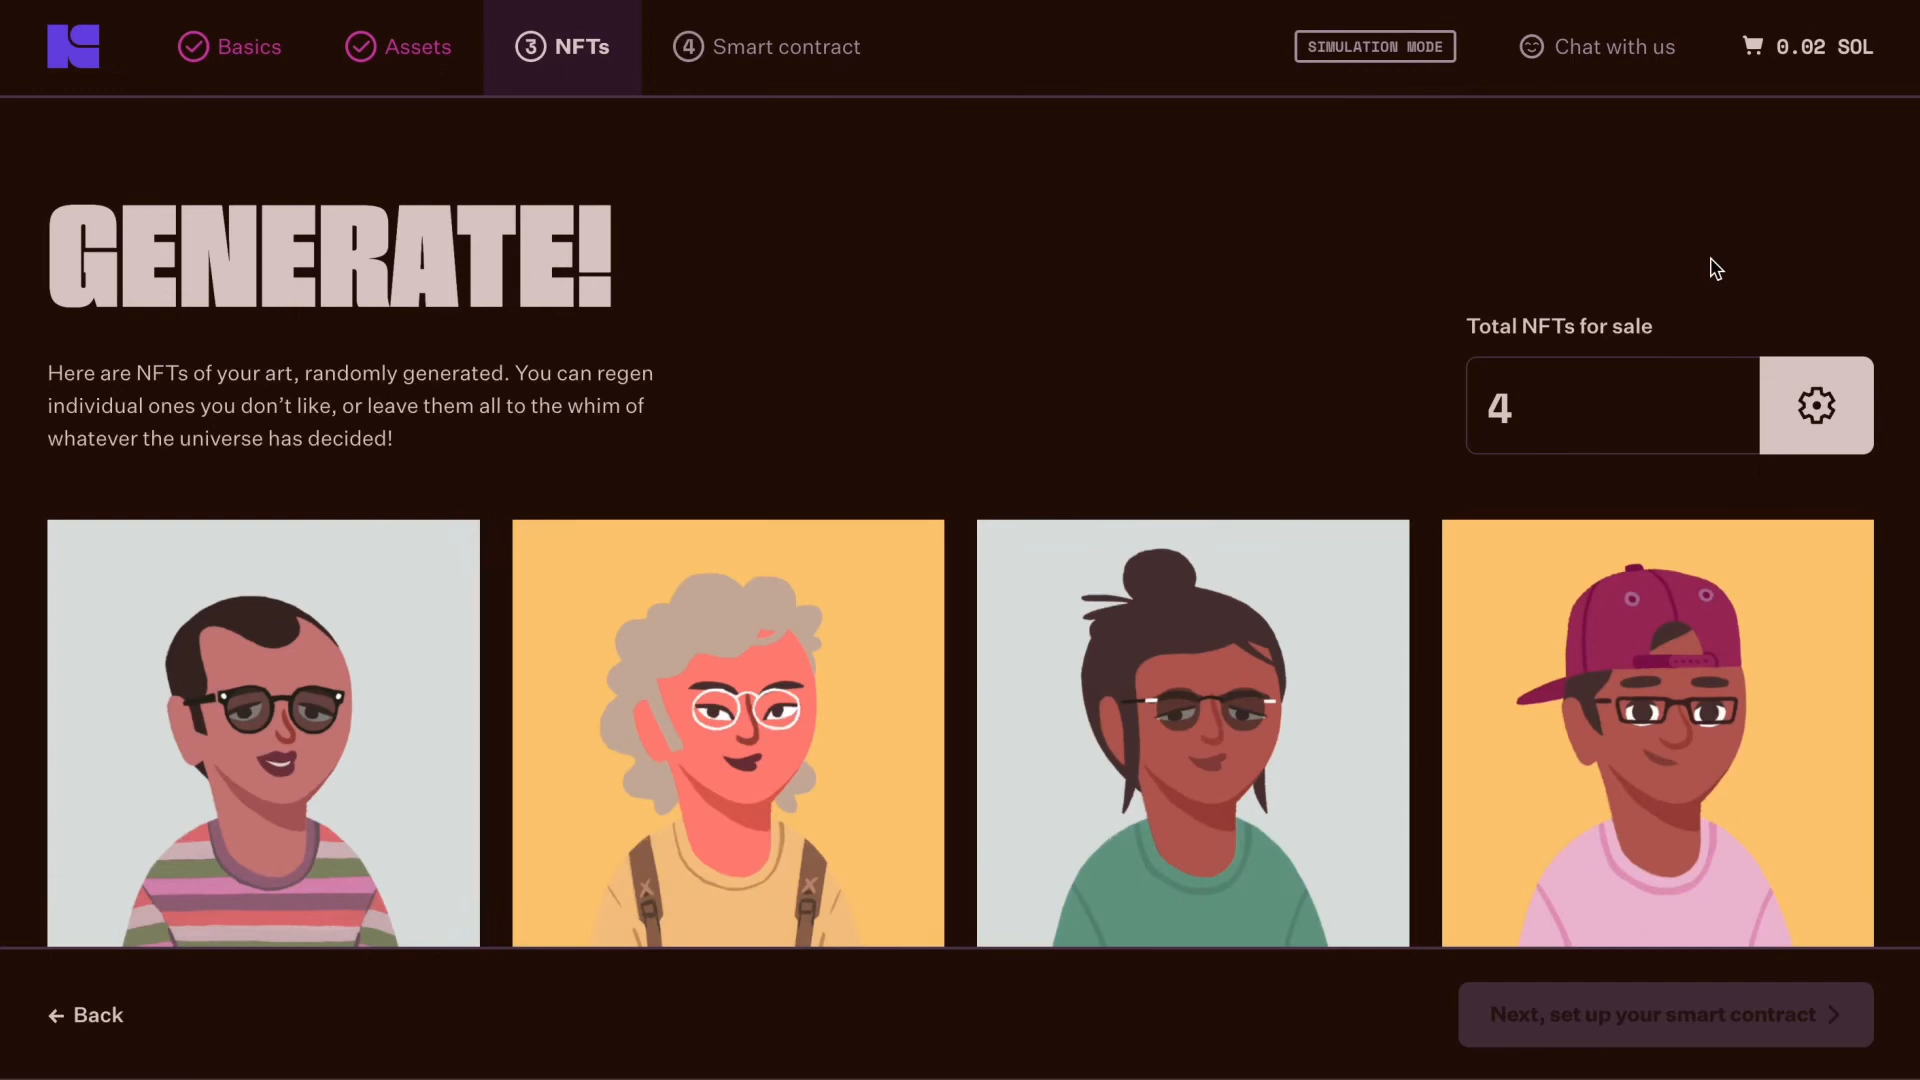 Basics
Assets
3 NFTs
4 Smart contract
SIMULATION MODE
Chat with us
0.02 SOL
GENERATE!
Here are NFTs of your art, randomly generated. You can regen
individual ones you don’t like, or leave them all to the whim of
whatever the universe has decided!
Total NFTs for sale
4
Back
Next, set up your smart contract